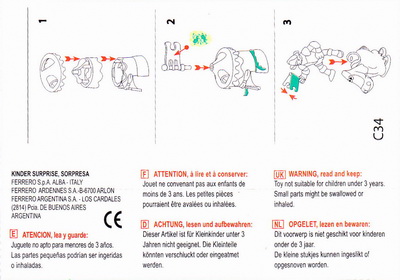 1
2
3
C34
KINDER SURPRISE, SORPRESA
FERRERO S.p.A. ALBA - ITALY
FERRERO ARDENNES S.A.-B-6700 ARLON
FERRERO ARGENTINA S.A. - LOS CARDALES
(2814) Pcia. DE BUENOS AIRES
ARGENTINA
CE
E ATENCION, lea y guarde:
Juguete no apto para menores de 3 años.
Las partes pequeñas podrían ser ingeridas
o inhaladas.
F ATTENTION, à lire et à conserver:
Jouet ne convenant pas aux enfants de
moins de 3 ans. Les petites pièces
pourraient être avalées ou inhalées.
D ACHTUNG, lesen und aufbewahren:
Dieser Artikel ist für Kleinkinder unter 3
Jahren nicht geeignet. Die Kleinteile
könnten verschluckt oder eingeatmet
werden.
UK WARNING, read and keep:
Toy not suitable for children under 3 years.
Small parts might be swallowed or
inhaled.
NL OPGELET, lezen en bewaren:
Dit voorwerp is niet geschikt voor kinderen
onder de 3 jaar.
De kleine stukjes kunnen ingeslikt of
opgesnoven worden.